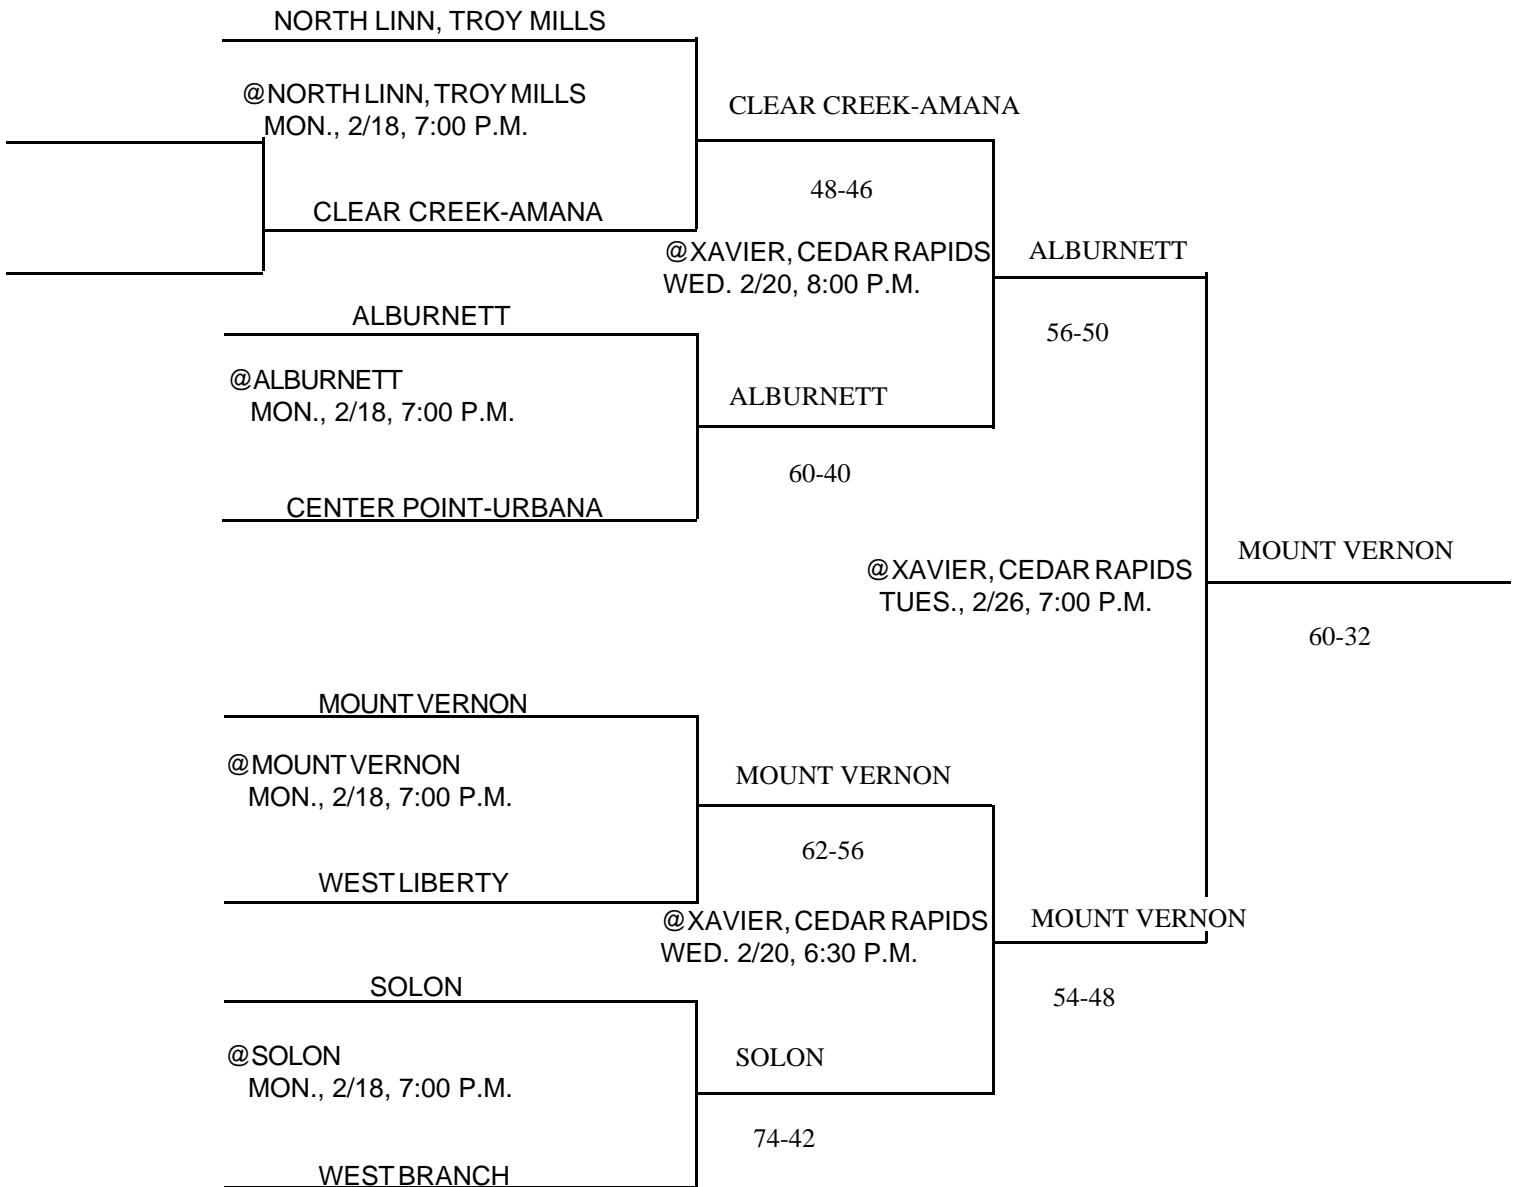 NORTH LINN, TROY MILLS
@NORTH LINN, TROY MILLS
MON., 2/18, 7:00 P.M.
CLEAR CREEK-AMANA
CLEAR CREEK-AMANA
48-46
@XAVIER, CEDAR RAPIDS
WED. 2/20, 8:00 P.M.
ALBURNETT
56-50
ALBURNETT
@ALBURNETT
MON., 2/18, 7:00 P.M.
ALBURNETT
60-40
CENTER POINT-URBANA
@XAVIER, CEDAR RAPIDS
TUES., 2/26, 7:00 P.M.
MOUNT VERNON
60-32
MOUNT VERNON
@MOUNT VERNON
MON., 2/18, 7:00 P.M.
MOUNT VERNON
62-56
WEST LIBERTY
@XAVIER, CEDAR RAPIDS
WED. 2/20, 6:30 P.M.
MOUNT VERNON
54-48
SOLON
@SOLON
MON., 2/18, 7:00 P.M.
SOLON
74-42
WEST BRANCH